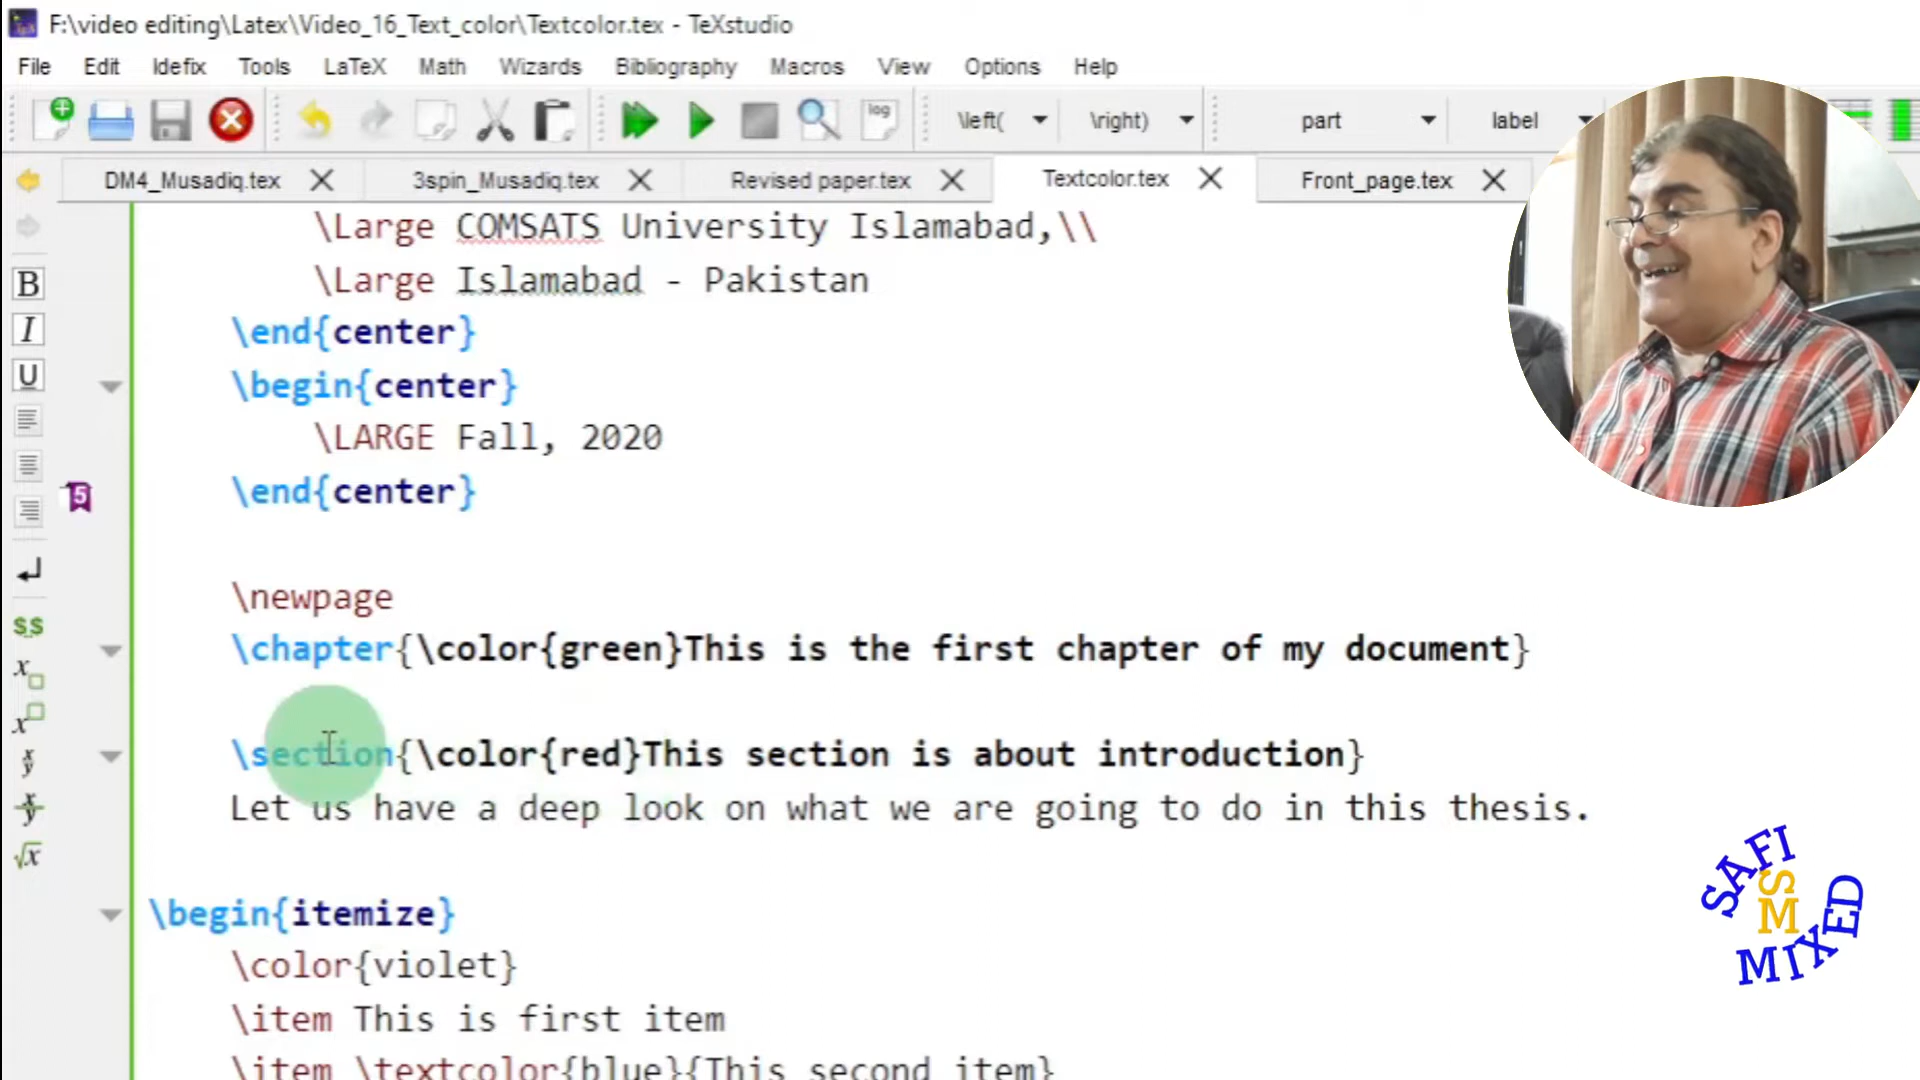 F:\video editing\Latex\Video_16_Text_color\Textcolor.tex - TeXstudio
File Edit Idefix Tools LaTeX Math Wizards Bibliography Macros View Options Help
log \left( \right) part label
DM4_Musadiq.tex 3spin_Musadiq.tex Revised paper.tex Textcolor.tex Front_page.tex
\Large COMSATS University Islamabad,\\
\Large Islamabad - Pakistan
\end{center}
\begin{center}
\LARGE Fall, 2020
\end{center}
\newpage
\chapter{\color{green}This is the first chapter of my document}
\section{\color{red}This section is about introduction}
Let us have a deep look on what we are going to do in this thesis.
\begin{itemize}
\color{violet}
\item This is first item
\item \textcolor{blue}{This second item}
B
I
U
5
$$
x
x
x/y
x/y
√x
SAFI
SM
MIXED